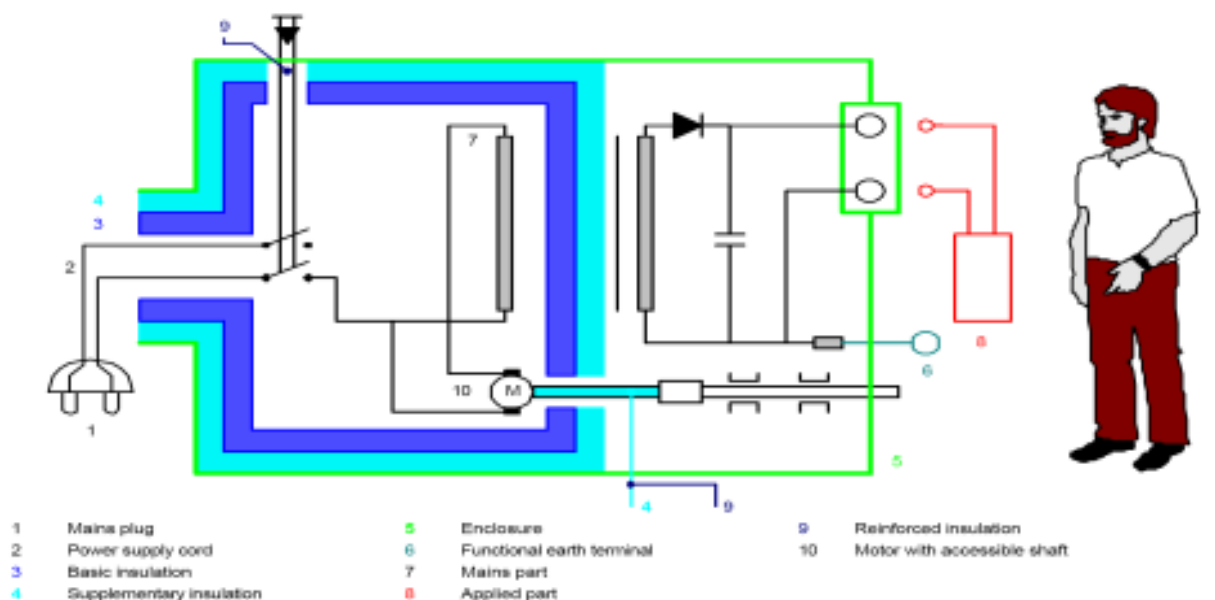 9
7
4
3
2
10 M
8
6
1
5
4 9
1 Mains plug 5 Enclosure 9 Reinforced insulation
2 Power supply cord 6 Functional earth terminal 10 Motor with accessible shaft
3 Basic insulation 7 Mains part
4 Supplementary insulation 8 Applied part